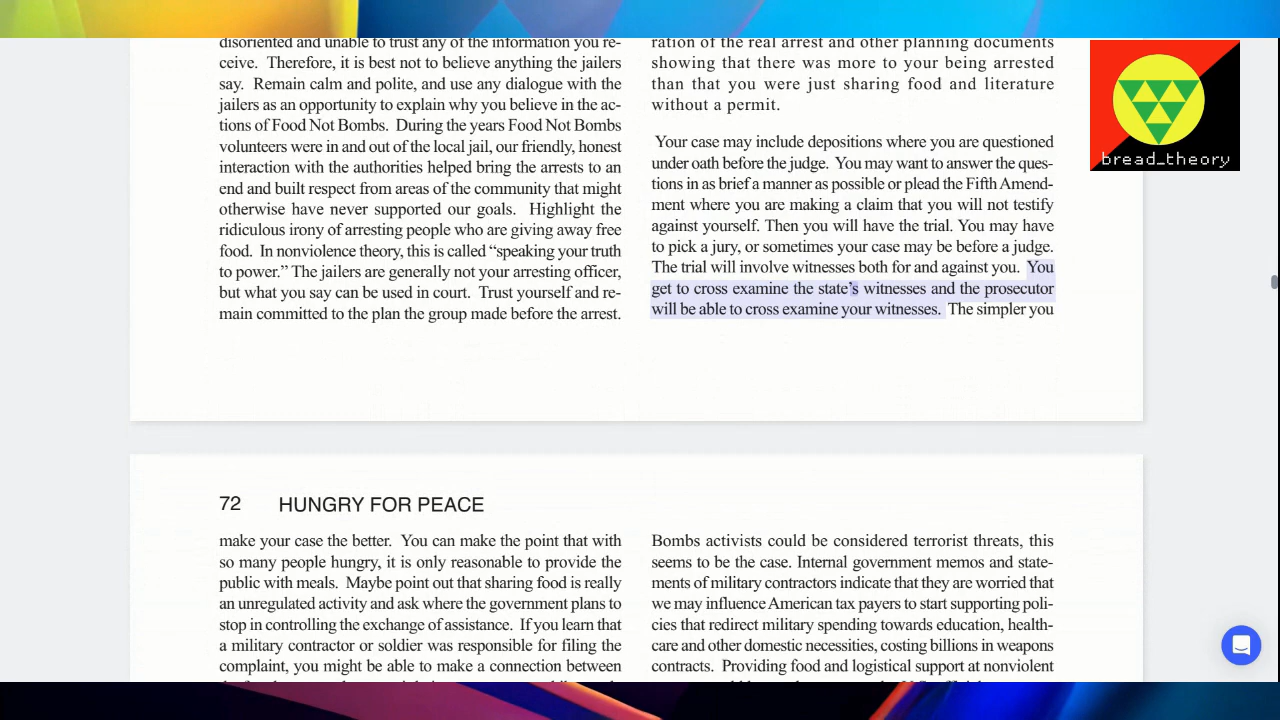 disoriented and unable to trust any of the information you re-
ceive. Therefore, it is best not to believe anything the jailers
say. Remain calm and polite, and use any dialogue with the
jailers as an opportunity to explain why you believe in the ac-
tions of Food Not Bombs. During the years Food Not Bombs
volunteers were in and out of the local jail, our friendly, honest
interaction with the authorities helped bring the arrests to an
end and built respect from areas of the community that might
otherwise have never supported our goals. Highlight the
ridiculous irony of arresting people who are giving away free
food. In nonviolence theory, this is called “speaking your truth
to power.” The jailers are generally not your arresting officer,
but what you say can be used in court. Trust yourself and re-
main committed to the plan the group made before the arrest.
ration of the real arrest and other planning documents
showing that there was more to your being arrested
than that you were just sharing food and literature
without a permit.
Your case may include depositions where you are questioned
under oath before the judge. You may want to answer the ques-
tions in as brief a manner as possible or plead the Fifth Amend-
ment where you are making a claim that you will not testify
against yourself. Then you will have the trial. You may have
to pick a jury, or sometimes your case may be before a judge.
The trial will involve witnesses both for and against you. You
get to cross examine the state’s witnesses and the prosecutor
will be able to cross examine your witnesses. The simpler you
bread_theory
72 HUNGRY FOR PEACE
make your case the better. You can make the point that with
so many people hungry, it is only reasonable to provide the
public with meals. Maybe point out that sharing food is really
an unregulated activity and ask where the government plans to
stop in controlling the exchange of assistance. If you learn that
a military contractor or soldier was responsible for filing the
complaint, you might be able to make a connection between
Bombs activists could be considered terrorist threats, this
seems to be the case. Internal government memos and state-
ments of military contractors indicate that they are worried that
we may influence American tax payers to start supporting poli-
cies that redirect military spending towards education, health-
care and other domestic necessities, costing billions in weapons
contracts. Providing food and logistical support at nonviolent